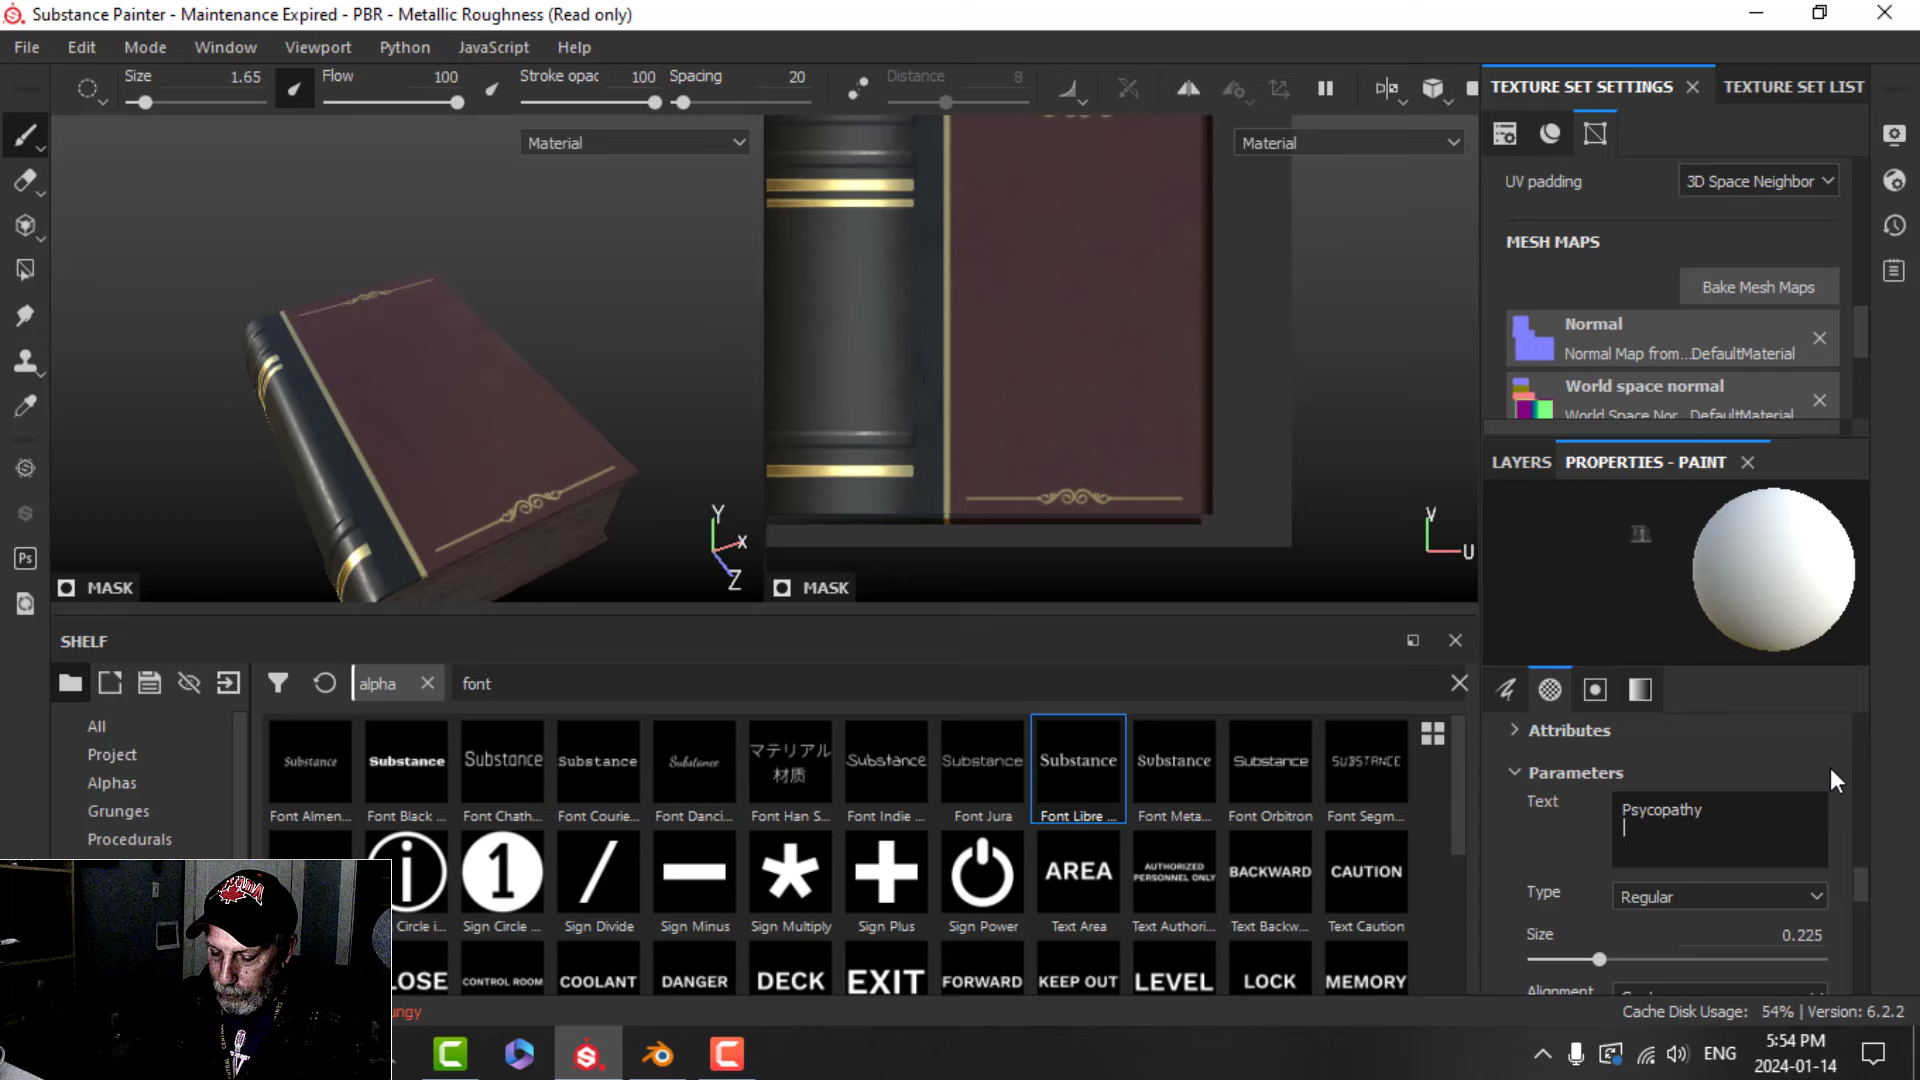 Substance Painter - Maintenance Expired - PBR - Metallic Roughness (Read only)
File Edit Mode Window Viewport Python JavaScript Help
Size 1.65 Flow 100 Stroke opac 100 Spacing 20 Distance 8
TEXTURE SET SETTINGS TEXTURE SET LIST
Material
Material
UV padding 3D Space Neighbor
MESH MAPS
Bake Mesh Maps
Normal
Normal Map from...DefaultMaterial
World space normal
World Space Nor...DefaultMaterial
LAYERS PROPERTIES - PAINT
Y
X
Z
V
U
MASK
MASK
SHELF
alpha font
All
Project
Alphas
Grunges
Procedurals
Substance Substance Substance Substance Substance マテリアル Substance Substance Substance Substance Substance SUBSTANCE
材质
Font Almen... Font Black ... Font Chath... Font Courie... Font Danci... Font Han S... Font Indie ... Font Jura Font Libre ... Font Meta... Font Orbitron Font Segm...
i 1 / AREA AUTHORIZED PERSONNEL ONLY BACKWARD CAUTION
Circle i... Sign Circle ... Sign Divide Sign Minus Sign Multiply Sign Plus Sign Power Text Area Text Authori... Text Backw... Text Caution
LOSE CONTROL ROOM COOLANT DANGER DECK EXIT FORWARD KEEP OUT LEVEL LOCK MEMORY
Attributes
Parameters
Text Psycopathy
Type Regular
Size 0.225
Alignment
ungy
Cache Disk Usage: 54% | Version: 6.2.2
Ps
ENG
5:54 PM
2024-01-14